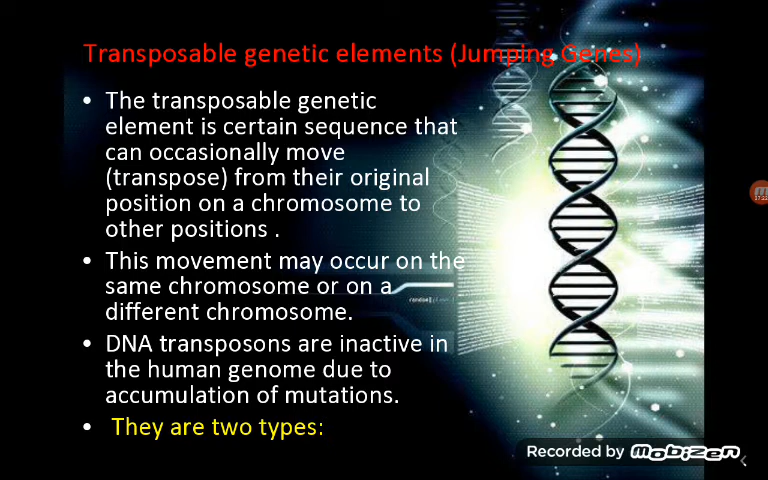 Transposable genetic elements (Jumping Genes)
• The transposable genetic
element is certain sequence that
can occasionally move
(transpose) from their original
position on a chromosome to
other positions .
• This movement may occur on the
same chromosome or on a
different chromosome.
• DNA transposons are inactive in
the human genome due to
accumulation of mutations.
• They are two types:
Recorded by mobizen